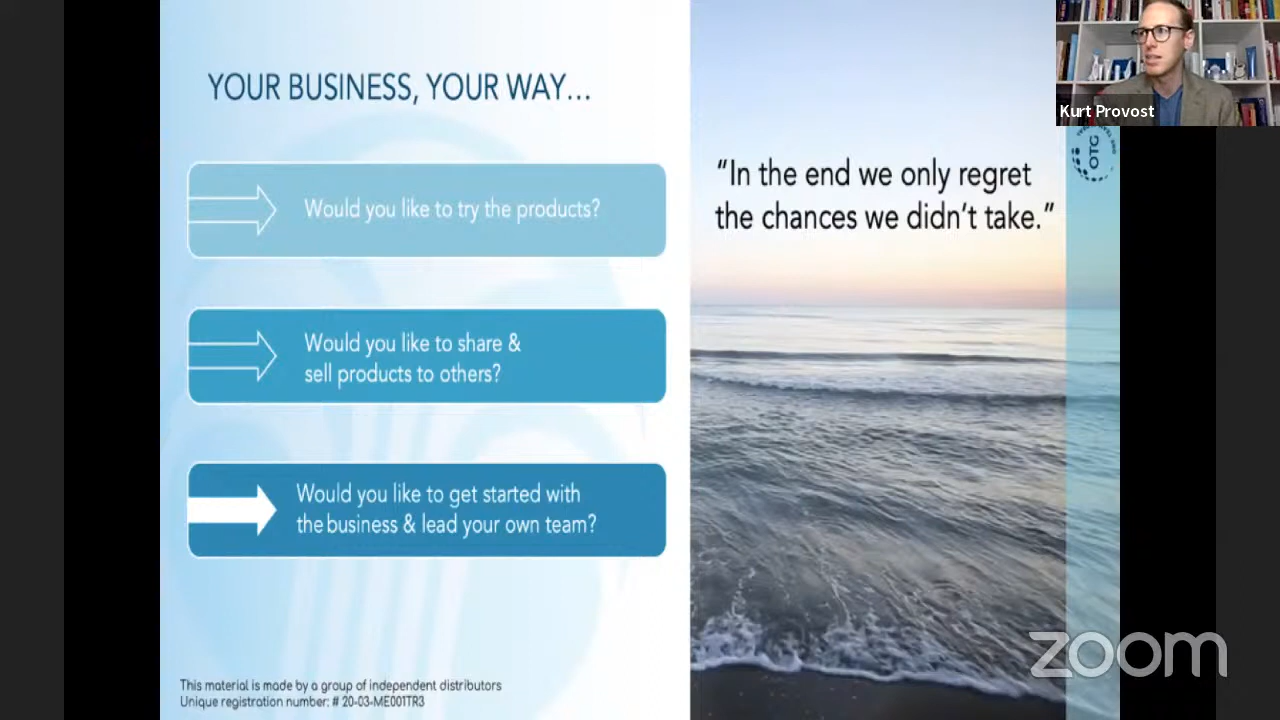 YOUR BUSINESS, YOUR WAY...
Would you like to try the products?
Would you like to share &
sell products to others?
Would you like to get started with
the business & lead your own team?
This material is made by a group of independent distributors
Unique registration number: # 20-03-ME001TR3
“In the end we only regret
the chances we didn’t take.”
Kurt Provost
OTG
zoom